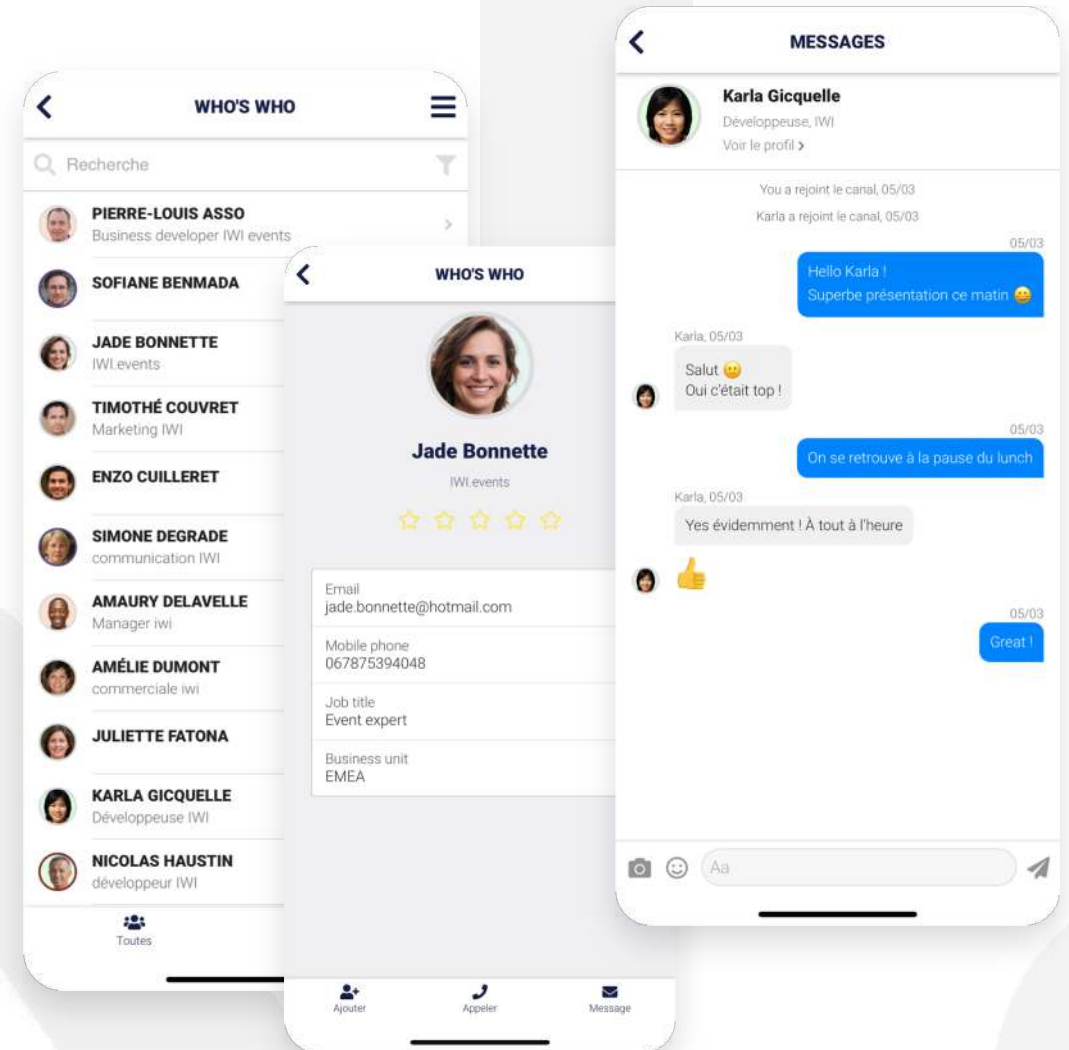 WHO'S WHO
Recherche
PIERRE-LOUIS ASSO
Business developer IWI events
SOFIANE BENMADA
JADE BONNETTE
IWI.events
TIMOTHÉ COUVRET
Marketing IWI
ENZO CUILLERET
SIMONE DEGRADE
communication IWI
AMAURY DELAVELLE
Manager iwi
AMÉLIE DUMONT
commerciale iwi
JULIETTE FATONA
KARLA GICQUELLE
Développeuse IWI
NICOLAS HAUSTIN
développeur IWI
Toutes
WHO'S WHO
Jade Bonnette
IWI.events
Email
jade.bonnette@hotmail.com
Mobile phone
067875394048
Job title
Event expert
Business unit
EMEA
Ajouter
Appeler
Message
MESSAGES
Karla Gicquelle
Développeuse, IWI
Voir le profil >
You a rejoint le canal, 05/03
Karla a rejoint le canal, 05/03
05/03
Hello Karla !
Superbe présentation ce matin 😀
Karla, 05/03
Salut 🙂
Oui c'était top !
05/03
On se retrouve à la pause du lunch
Karla, 05/03
Yes évidemment ! À tout à l'heure
👍
05/03
Great !
Aa